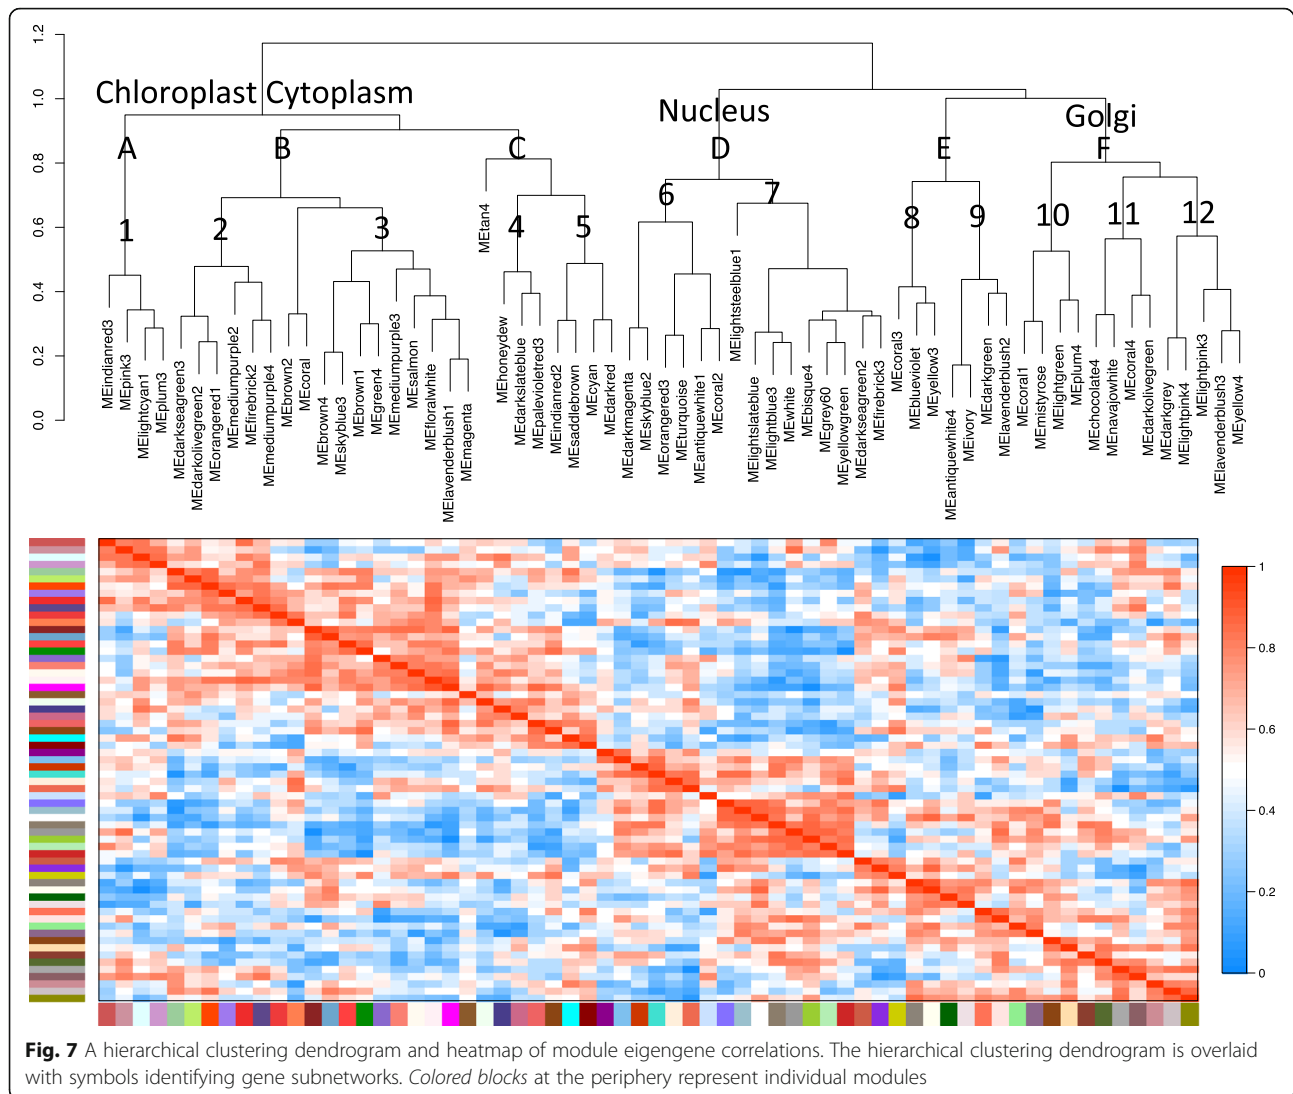 1.2
1.0
0.8
0.6
0.4
0.2
0.0
Chloroplast Cytoplasm
Nucleus
Golgi
A
B
C
D
E
F
1
2
3
4
5
6
7
8
9
10
11
12
MEindianred3
MEpink3
MElightcyan1
MEplum3
MEdarkseagreen3
MEdarkolivegreen2
MEorangered1
MEmediumpurple2
MEfirebrick2
MEmediumpurple4
MEbrown2
MEcoral
MEbrown4
MEskyblue3
MEbrown1
MEgreen4
MEmediumpurple3
MEsalmon
MEfloralwhite
MElavenderblush1
MEmagenta
MEtan4
MEhoneydew
MEdarkslateblue
MEpalevioletred3
MEindianred2
MEsaddlebrown
MEcyan
MEdarkred
MEdarkmagenta
MEskyblue2
MEorangered3
MEturquoise
MEantiquewhite1
MEcoral2
MElightsteelblue1
MElightslateblue
MElightblue3
MEwhite
MEbisque4
MEgrey60
MEyellowgreen
MEdarkseagreen2
MEfirebrick3
MEcoral3
MEblueviolet
MEyellow3
MEantiquewhite4
MEivory
MEdarkgreen
MElavenderblush2
MEcoral1
MEmistyrose
MElightgreen
MEplum4
MEchocolate4
MEnavajowhite
MEcoral4
MEdarkolivegreen
MEdarkgrey
MElightpink4
MElightpink3
MElavenderblush3
MEyellow4
1
0.8
0.6
0.4
0.2
0
Fig. 7 A hierarchical clustering dendrogram and heatmap of module eigengene correlations. The hierarchical clustering dendrogram is overlaid
with symbols identifying gene subnetworks. Colored blocks at the periphery represent individual modules